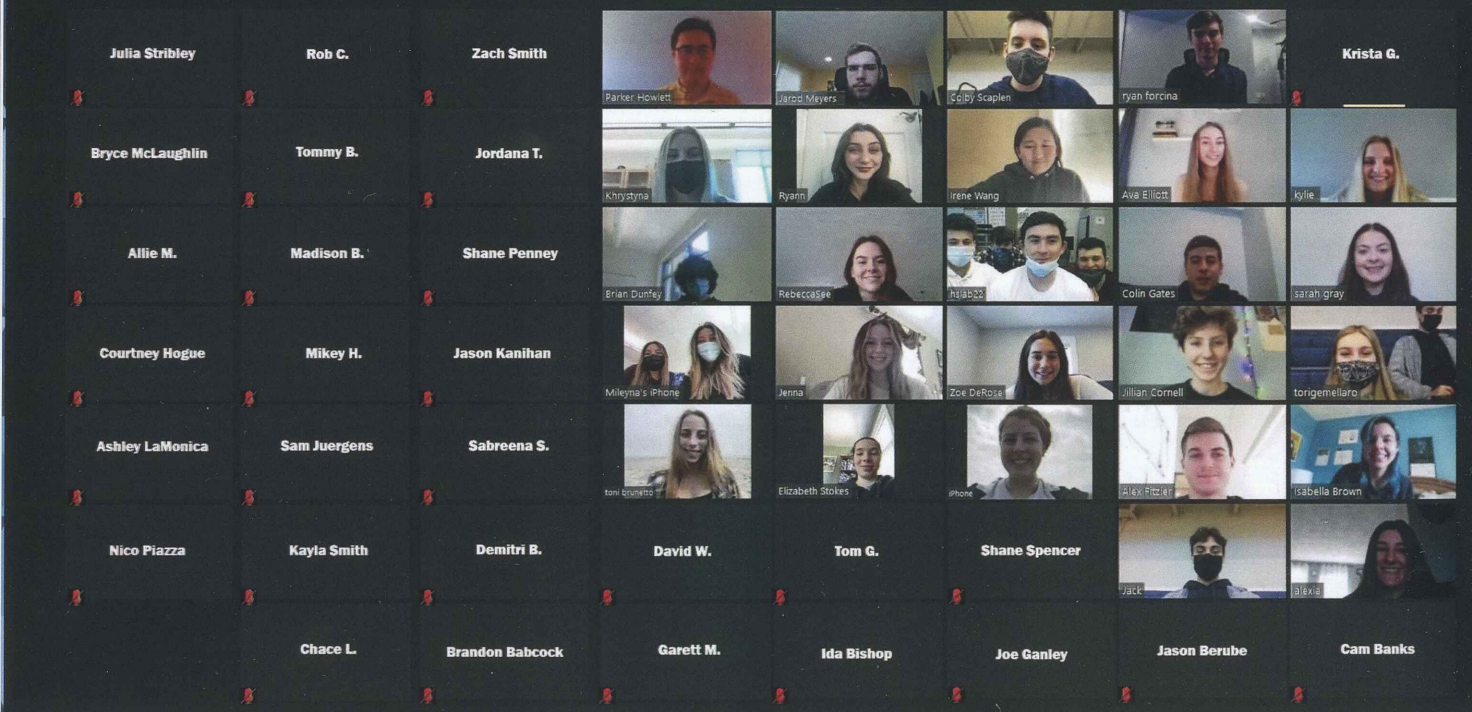 Julia Stribley
Rob C.
Zach Smith
Parker Howlett
Jarod Meyers
Colby Scaplen
ryan forcina
Krista G.
Bryce McLaughlin
Tommy B.
Jordana T.
Khrystyna
Ryann
Irene Wang
Ava Elliott
kylie
Allie M.
Madison B.
Shane Penney
Brian Dunfey
RebeccaSee
hslab22
Colin Gates
sarah gray
Courtney Hogue
Mikey H.
Jason Kanihan
Mileyna's iPhone
Jenna
Zoe DeRose
Jillian Cornell
torigemellaro
Ashley LaMonica
Sam Juergens
Sabreena S.
toni brunetto
Elizabeth Stokes
iPhone
Alex Fitzler
Isabella Brown
Nico Piazza
Kayla Smith
Demitri B.
David W.
Tom G.
Shane Spencer
Jack
alexia
Chace L.
Brandon Babcock
Garett M.
Ida Bishop
Joe Ganley
Jason Berube
Cam Banks